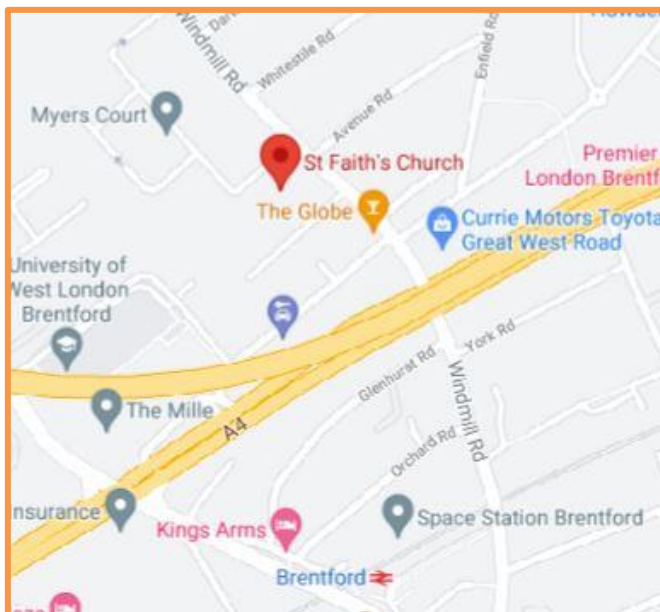 Windmill Rd
Whitestile Rd
Enfield Rd
Myers Court
Avenue Rd
St Faith's Church
Premier
London Brentf
The Globe
Currie Motors Toyota
Great West Road
University of
West London
Brentford
York Rd
Glenhurst Rd
Windmill Rd
The Mille
A4
Orchard Rd
nsurance
Kings Arms
Space Station Brentford
Brentford